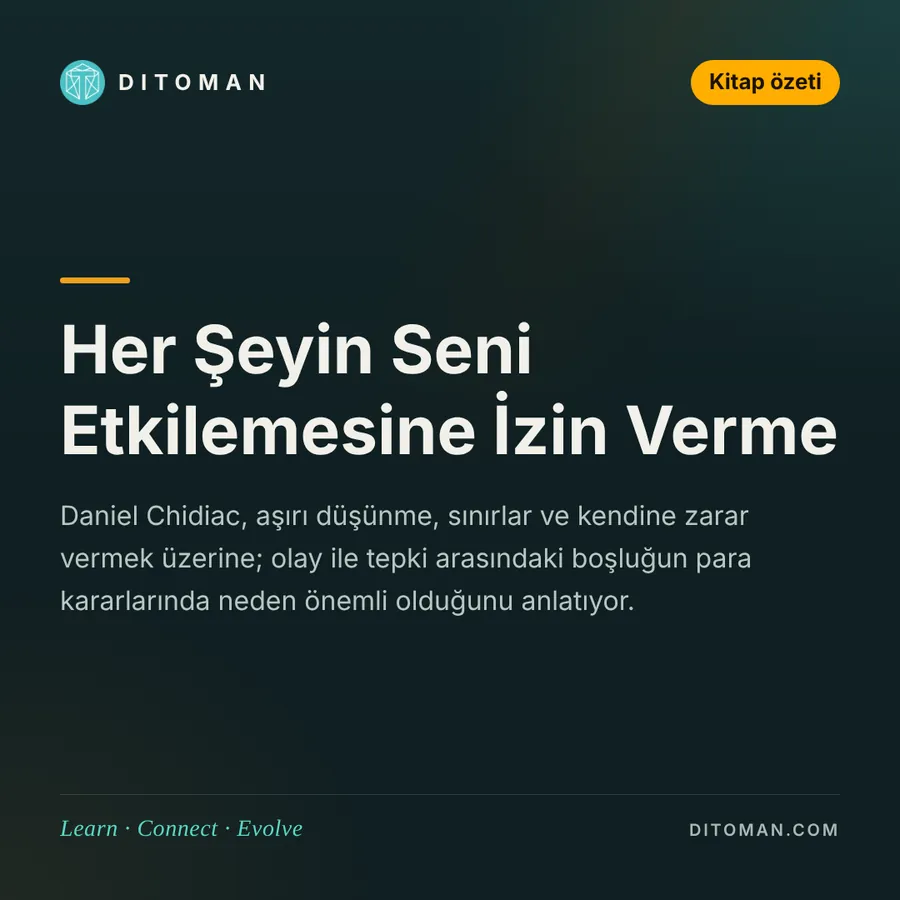 DITOMAN
Kitap özeti
Her Şeyin Seni
Etkilemesine İzin Verme
Daniel Chidiac, aşırı düşünme, sınırlar ve kendine zarar
vermek üzerine; olay ile tepki arasındaki boşluğun para
kararlarında neden önemli olduğunu anlatıyor.
Learn · Connect · Evolve
DITOMAN.COM